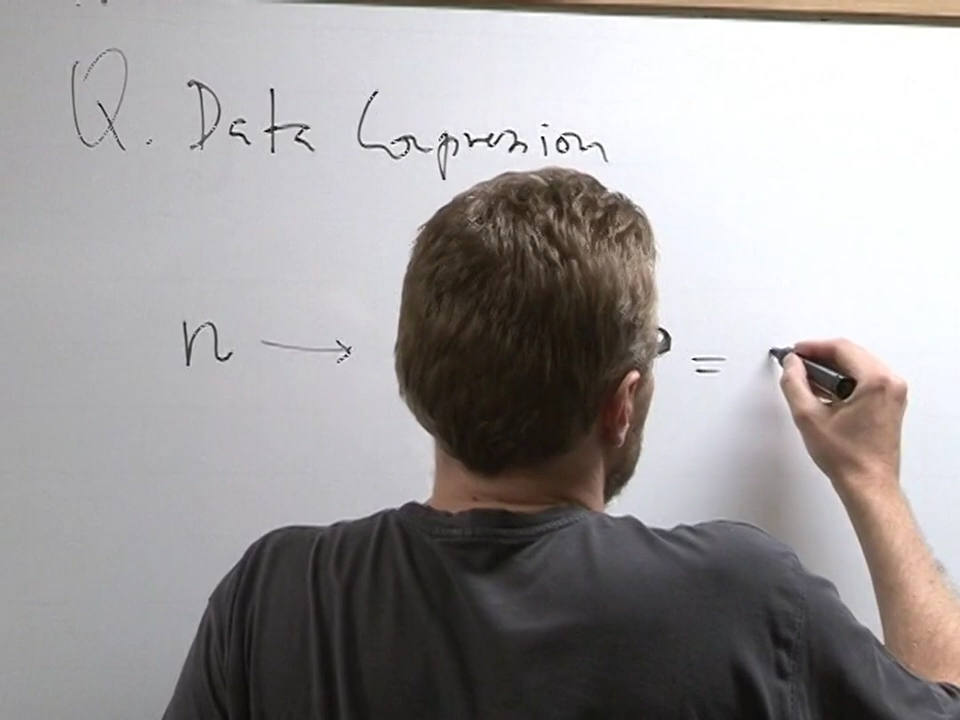 Q. Data Compression
n → =